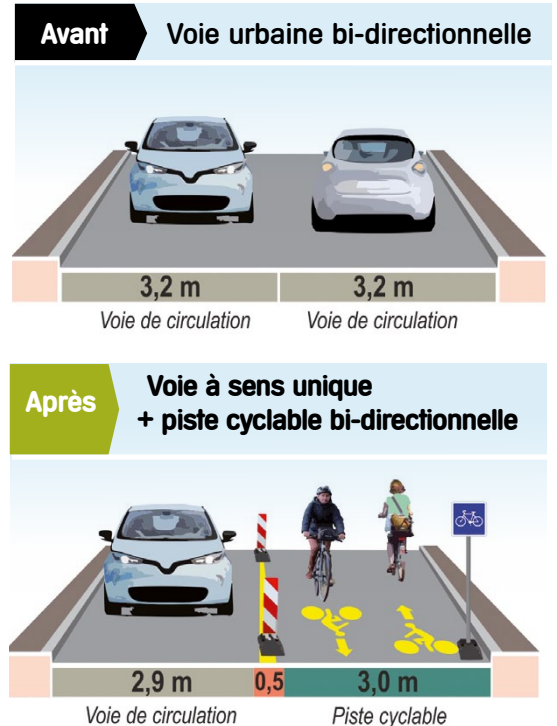 Avant
Voie urbaine bi-directionnelle
3,2 m
3,2 m
Voie de circulation
Voie de circulation
Après
Voie à sens unique
+ piste cyclable bi-directionnelle
2,9 m
0,5
3,0 m
Voie de circulation
Piste cyclable